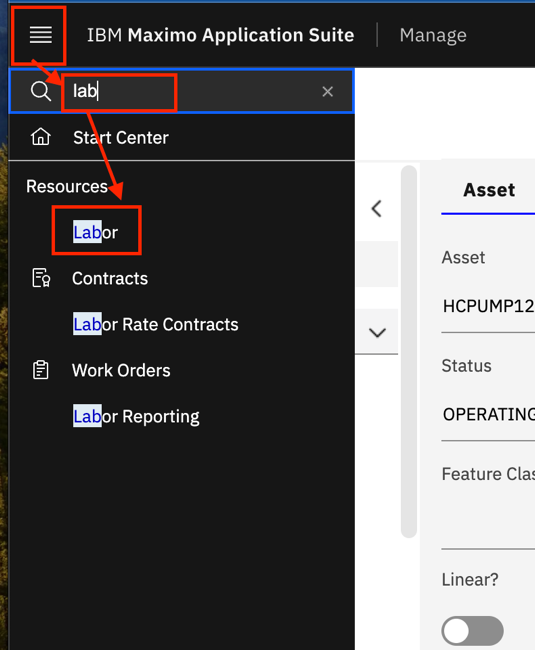 IBM Maximo Application Suite | Manage
lab
Start Center
Resources
Labor
Contracts
Labor Rate Contracts
Work Orders
Labor Reporting
Asset
Asset
HCPUMP12
Status
OPERATING
Feature Clas
Linear?